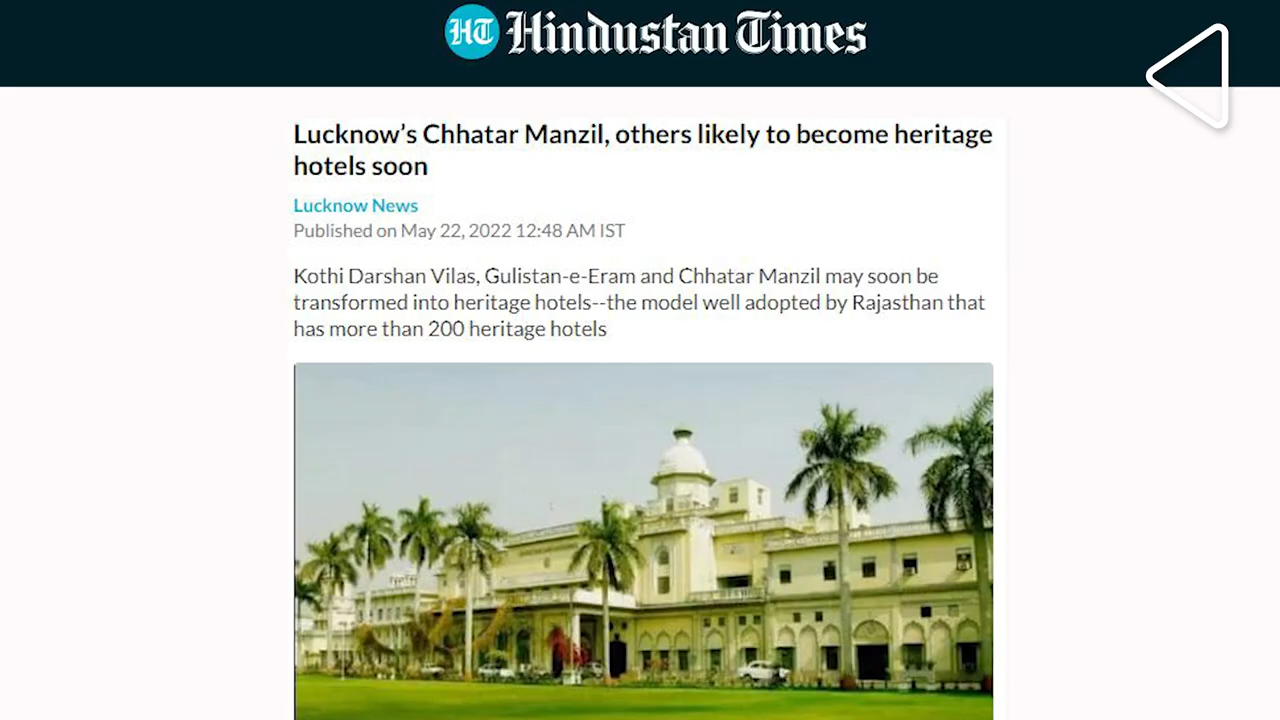 HT Hindustan Times
Lucknow’s Chhatar Manzil, others likely to become heritage
hotels soon
Lucknow News
Published on May 22, 2022 12:48 AM IST
Kothi Darshan Vilas, Gulistan-e-Eram and Chhatar Manzil may soon be
transformed into heritage hotels--the model well adopted by Rajasthan that
has more than 200 heritage hotels